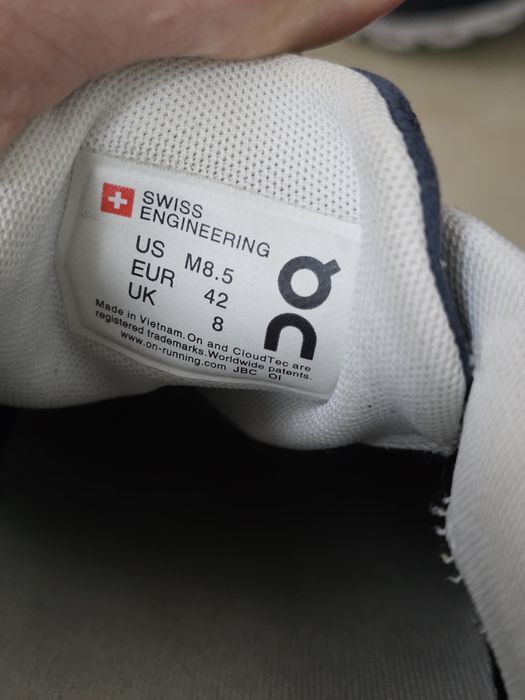 SWISS
ENGINEERING
US M8.5
EUR 42
UK 8
On
Made in Vietnam.On and CloudTec are
registered trademarks.Worldwide patents.
www.on-running.com JBC OI